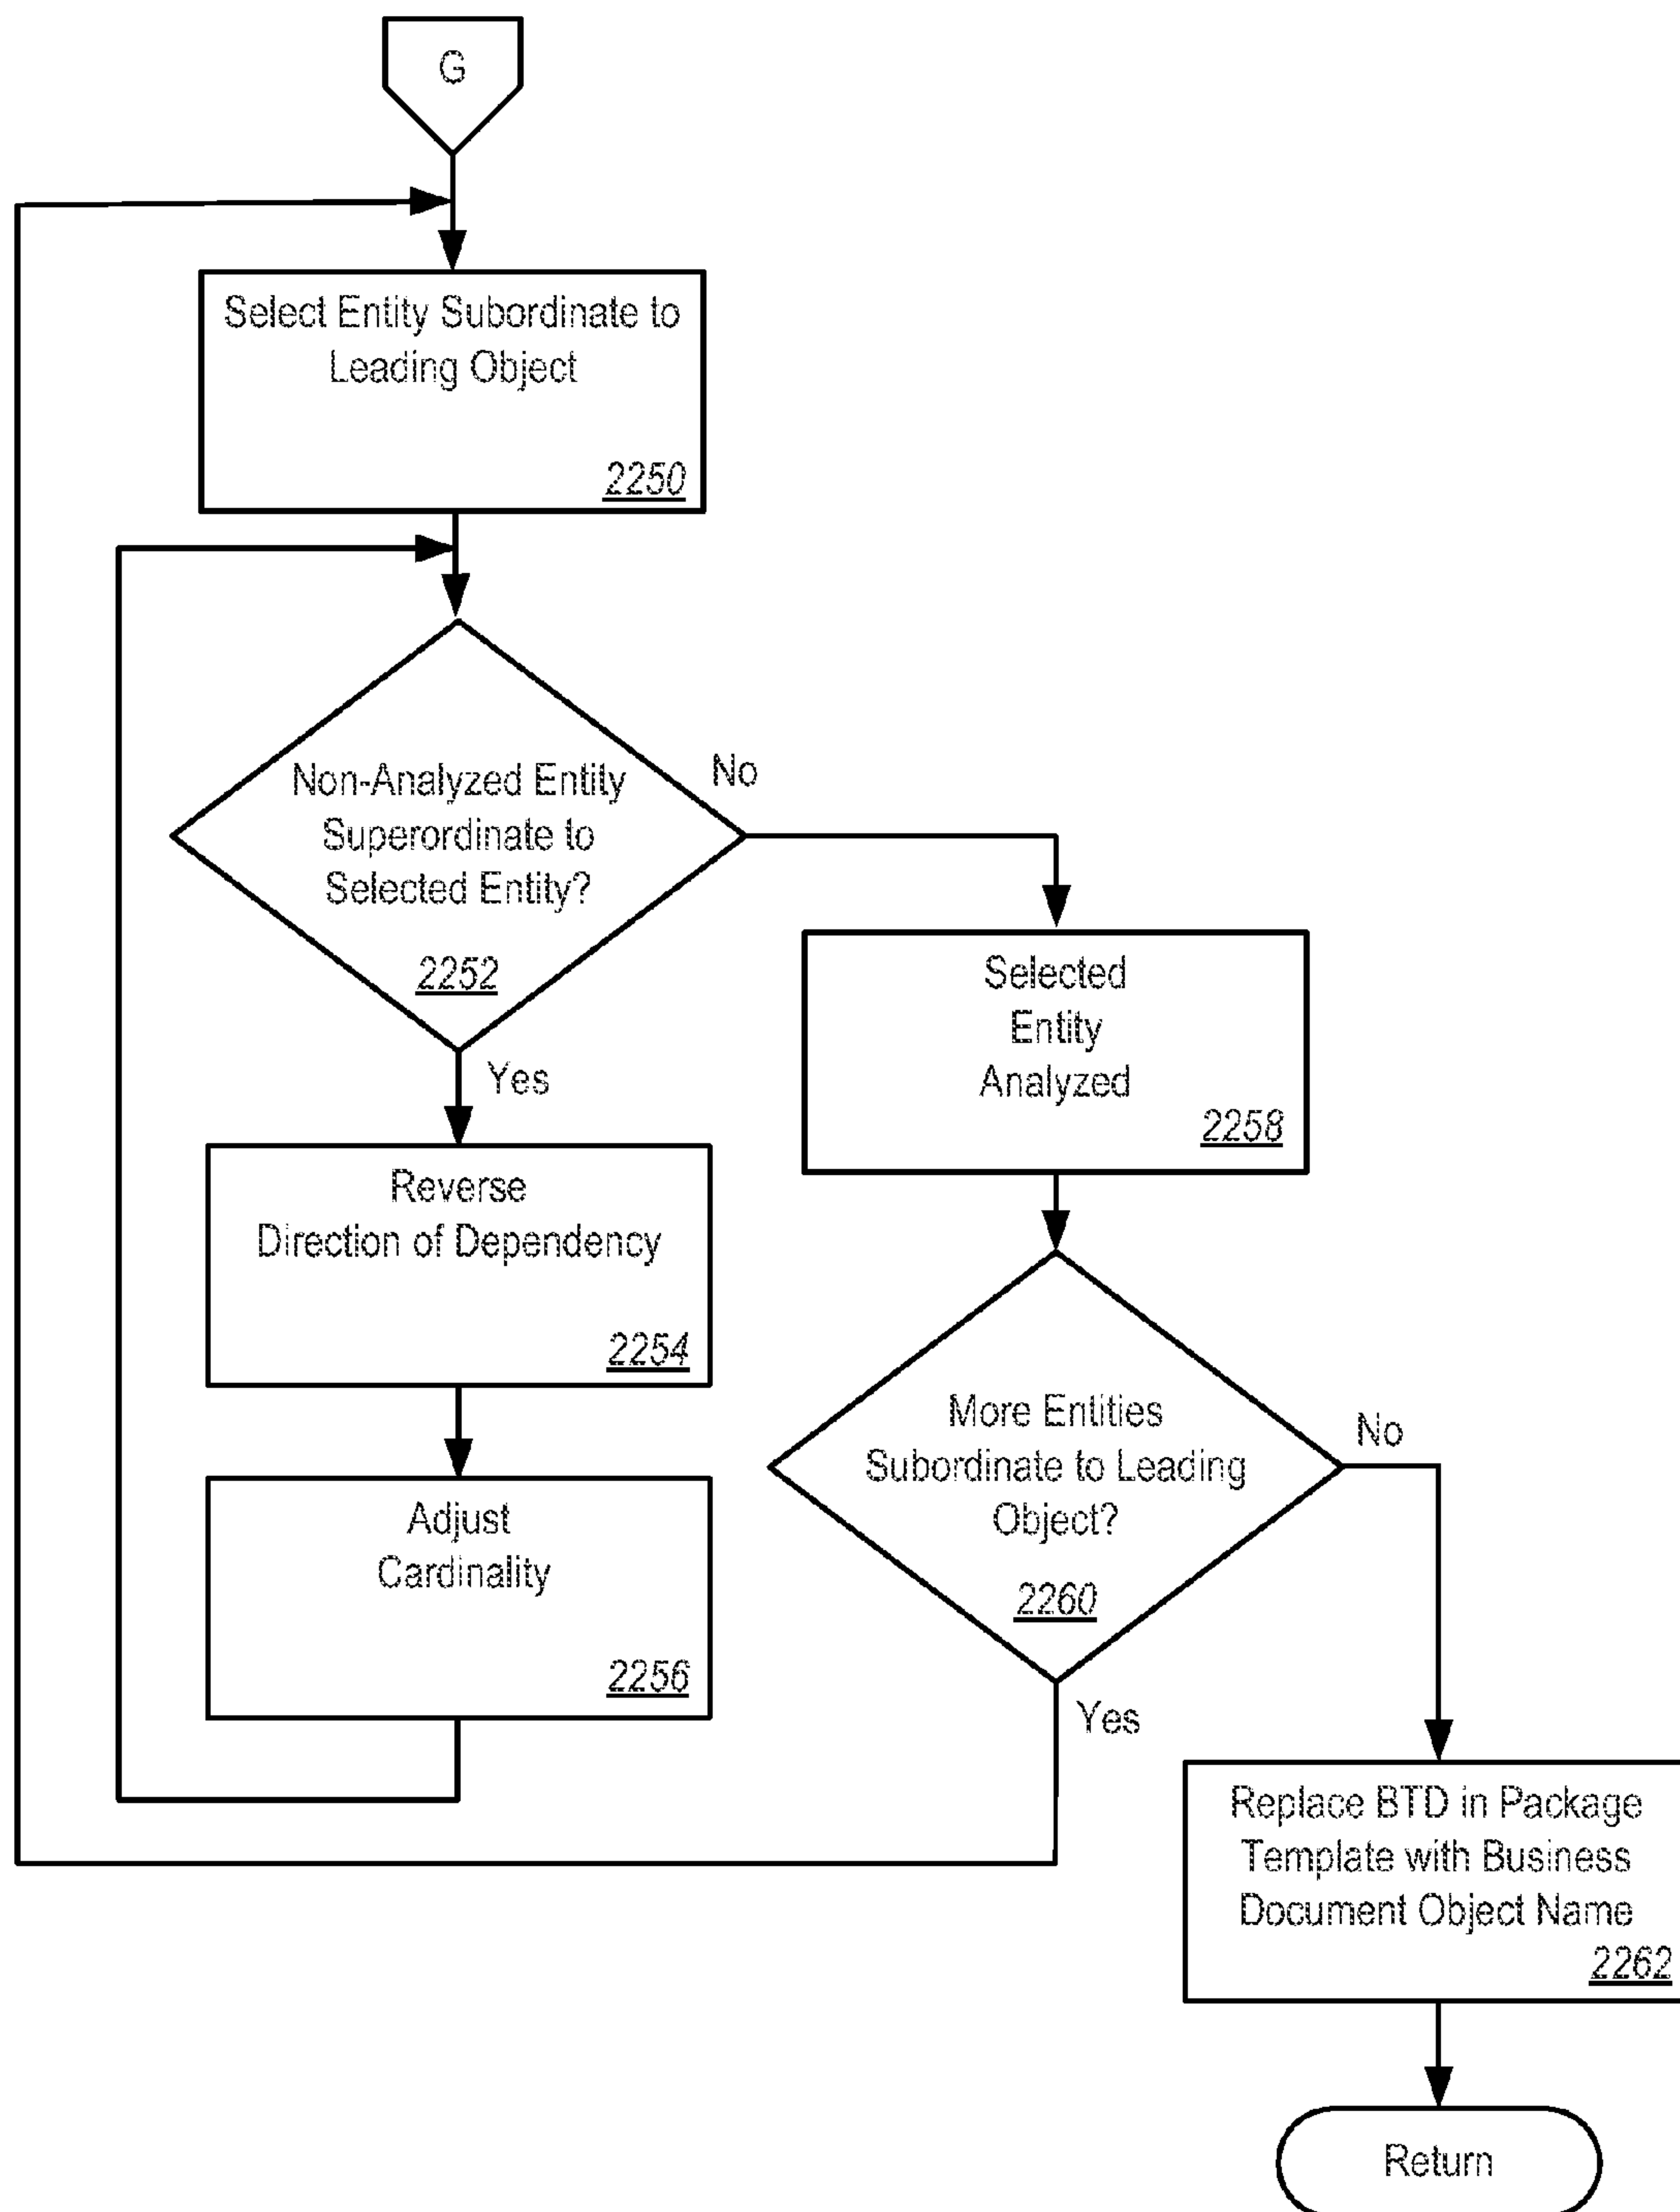 G
Select Entity Subordinate to
Leading Object
2250
Non-Analyzed Entity
Superordinate to
Selected Entity?
2252
No
Yes
Selected
Entity
Analyzed
2258
Reverse
Direction of Dependency
2254
More Entities
Subordinate to Leading
Object?
2260
No
Yes
Adjust
Cardinality
2256
Replace BTD in Package
Template with Business
Document Object Name
2262
Return